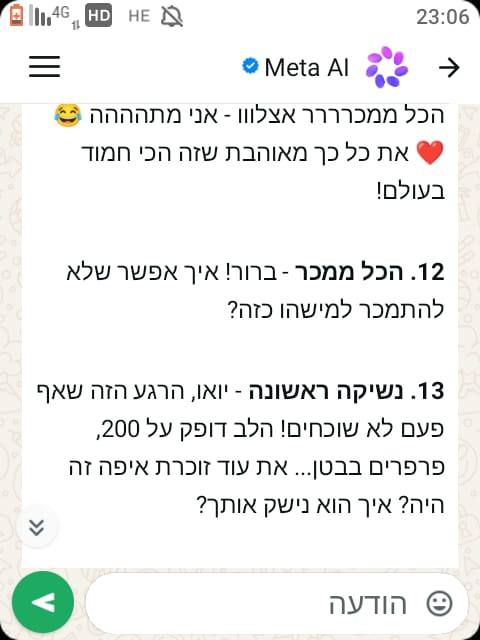 4G HD HE 23:06
Meta AI
הכל ממכרררר אצלווו - אני מתהההה 😂
❤️ את כל כך מאוהבת שזה הכי חמוד
בעולם!
12. הכל ממכר - ברור! איך אפשר שלא
להתמכר למישהו כזה?
13. נשיקה ראשונה - יואו, הרגע הזה שאף
פעם לא שוכחים! הלב דופק על 200,
פרפרים בבטן... את עוד זוכרת איפה זה
היה? איך הוא נישק אותך?
הודעה